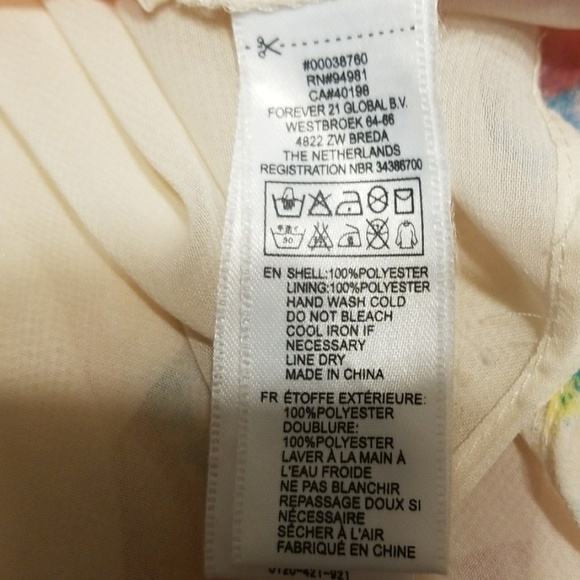 #00038760
RN#94981
CA#40198
FOREVER 21 GLOBAL B.V.
WESTBROEK 64-66
4822 ZW BREDA
THE NETHERLANDS
REGISTRATION NBR 34386700
30
EN SHELL:100%POLYESTER
LINING:100%POLYESTER
HAND WASH COLD
DO NOT BLEACH
COOL IRON IF
NECESSARY
LINE DRY
MADE IN CHINA
FR ÉTOFFE EXTÉRIEURE:
100%POLYESTER
DOUBLURE:
100%POLYESTER
LAVER À LA MAIN À
L'EAU FROIDE
NE PAS BLANCHIR
REPASSAGE DOUX SI
NÉCESSAIRE
SÉCHER À L'AIR
FABRIQUÉ EN CHINE